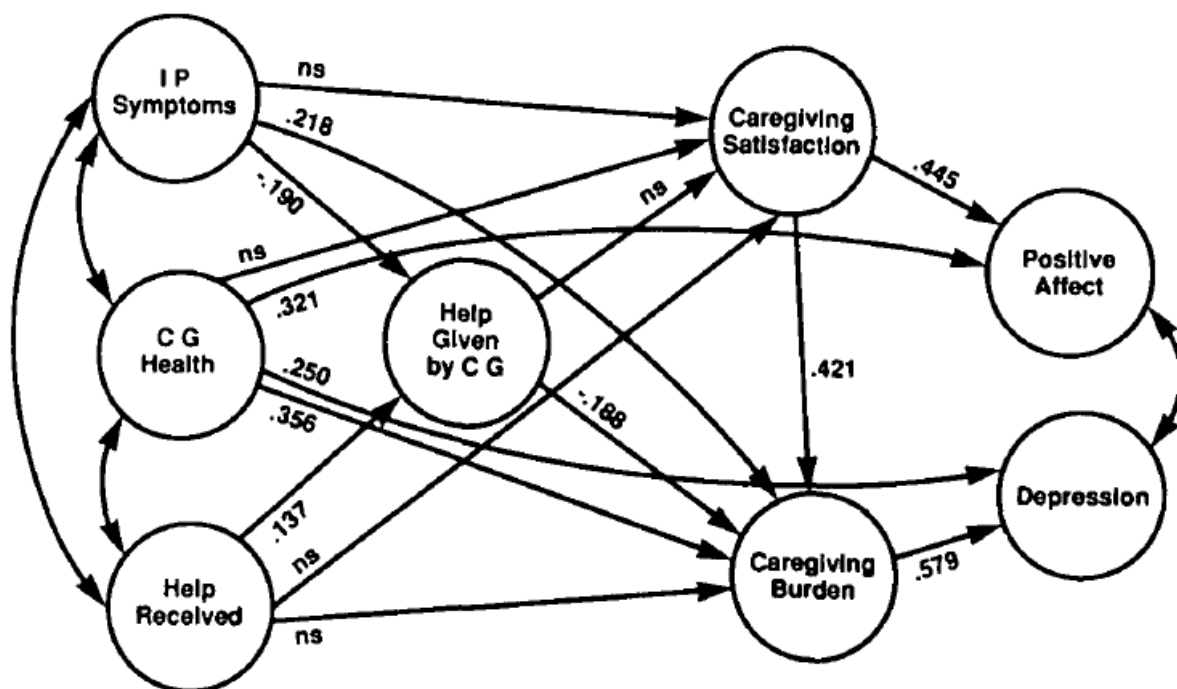 I P
Symptoms
ns
.218
-.190
Caregiving
Satisfaction
.445
ns
ns
.321
C G
Health
Help
Given
by C G
Positive
Affect
.250
.356
-.188
.421
.137
ns
Help
Received
ns
Caregiving
Burden
.579
Depression